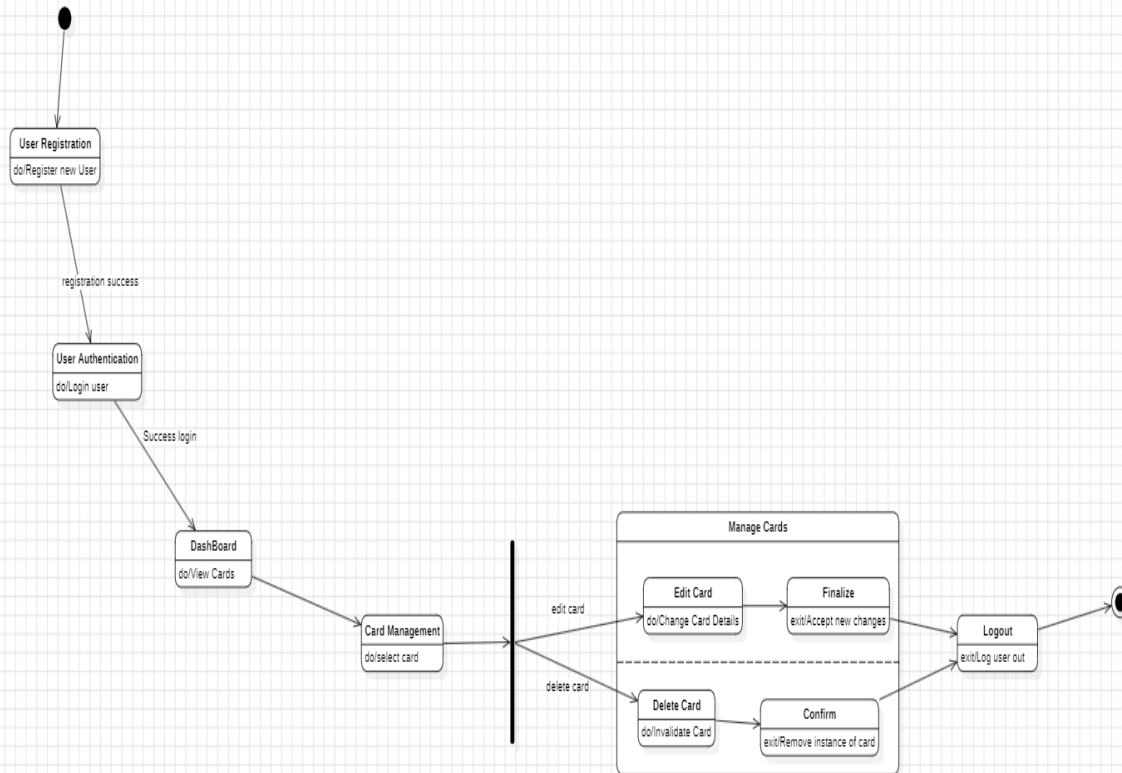 User Registration
do/Register new User
registration success
User Authentication
do/Login user
Success login
DashBoard
do/View Cards
Card Management
do/select card
edit card
delete card
Manage Cards
Edit Card
do/Change Card Details
Finalize
exit/Accept new changes
Delete Card
do/Invalidate Card
Confirm
exit/Remove instance of card
Logout
exit/Log user out